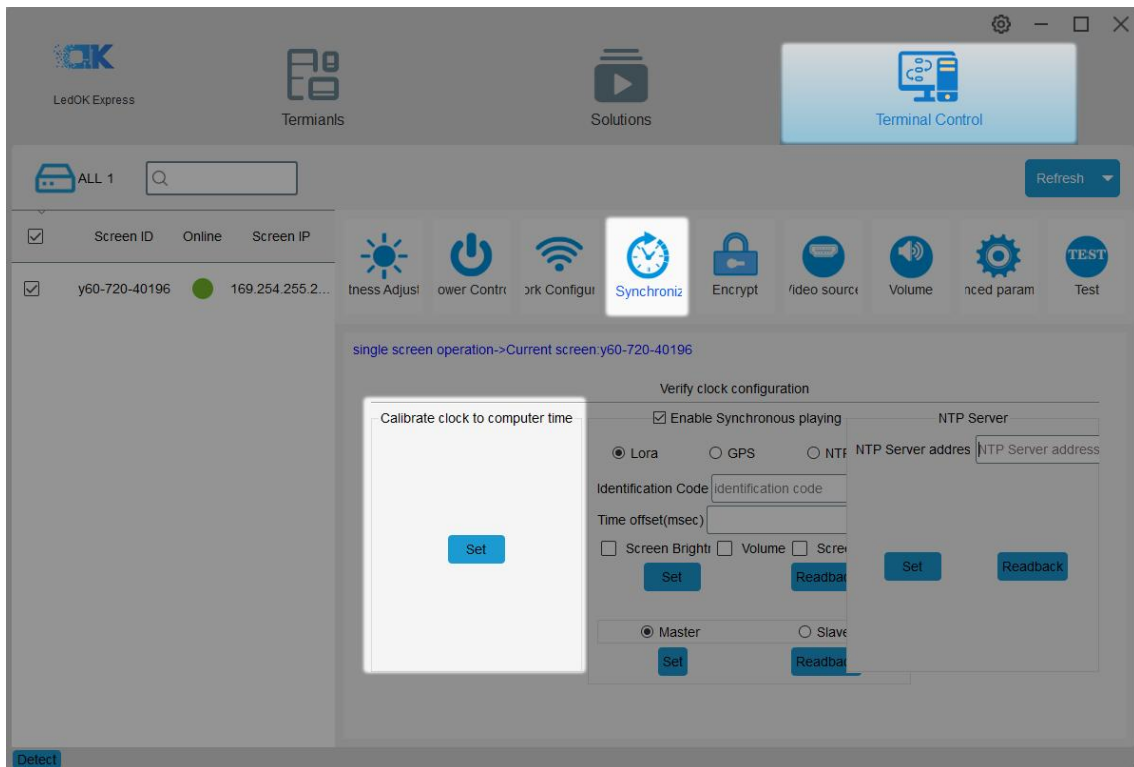 LedOK Express
Termianls
Solutions
Terminal Control
ALL 1
Refresh
Screen ID Online Screen IP
y60-720-40196 169.254.255.2...
tness Adjust ower Contro ork Configur Synchroniz Encrypt Video source Volume nced param Test
TEST
single screen operation->Current screen:y60-720-40196
Verify clock configuration
Calibrate clock to computer time
Enable Synchronous playing
NTP Server
Lora GPS NTP
NTP Server addres NTP Server address
Identification Code identification code
Time offset(msec)
Screen Brightn Volume Scree
Set
Set Readbac
Set Readback
Master Slave
Set Readbac
Detect